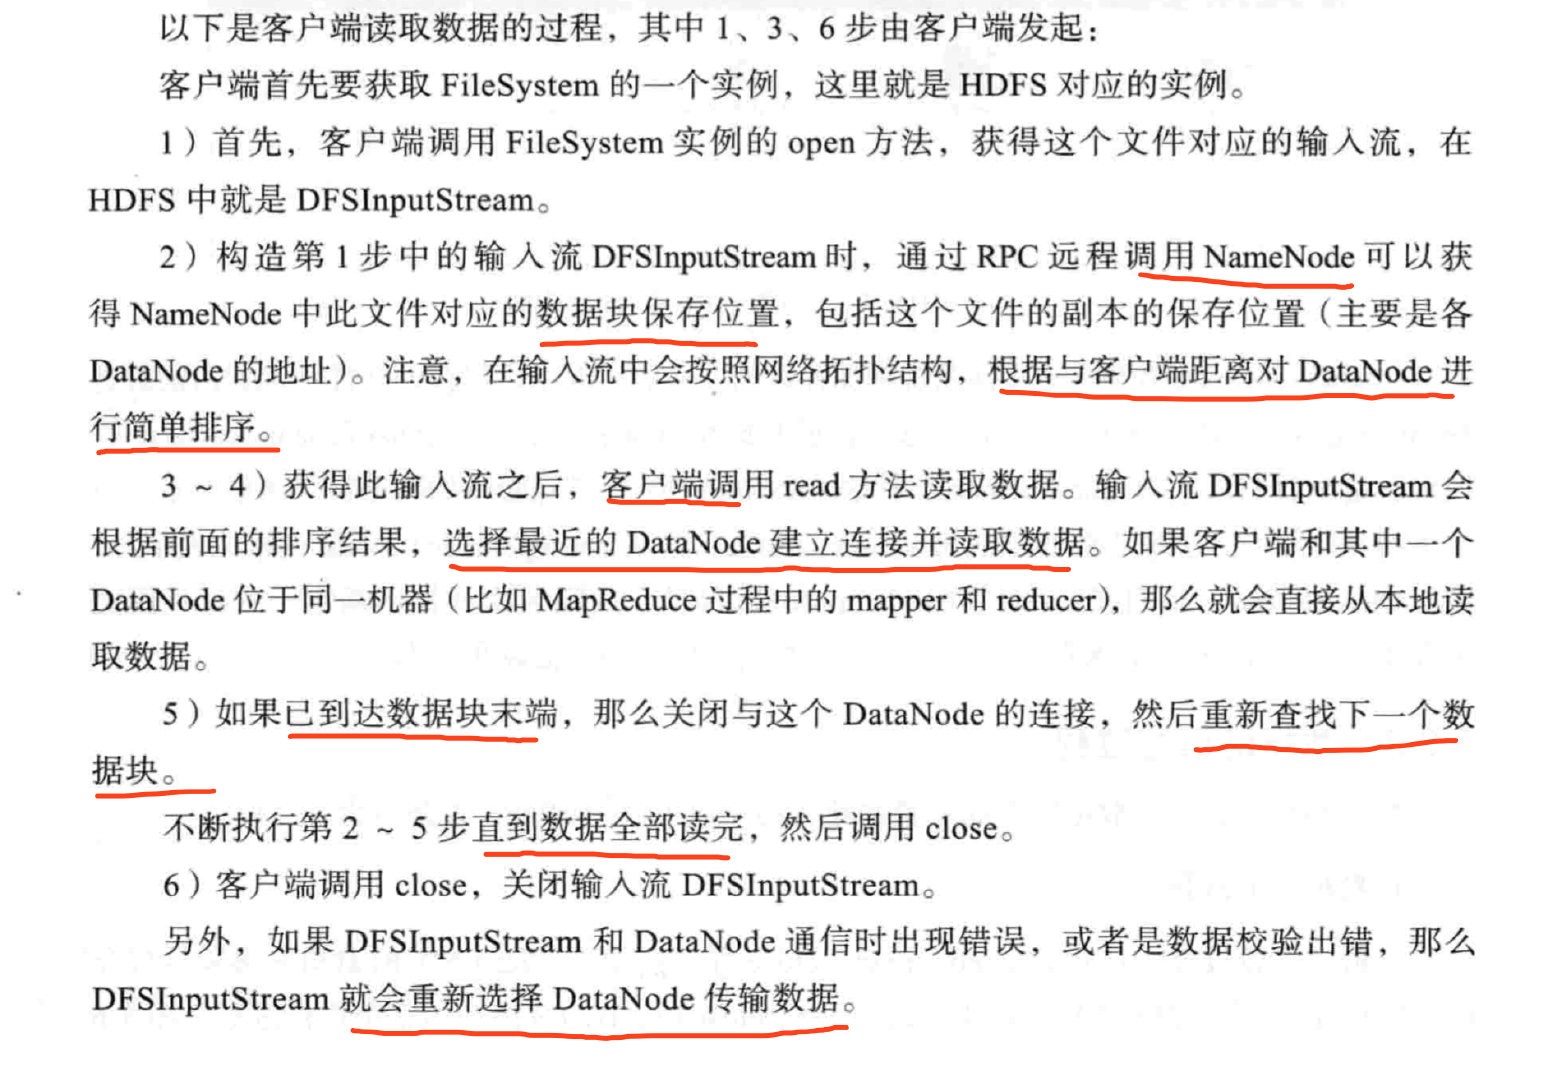 以下是客户端读取数据的过程，其中 1、3、6 步由客户端发起：
客户端首先要获取 FileSystem 的一个实例，这里就是 HDFS 对应的实例。
1）首先，客户端调用 FileSystem 实例的 open 方法，获得这个文件对应的输入流，在
HDFS 中就是 DFSInputStream。
2）构造第 1 步中的输入流 DFSInputStream 时，通过 RPC 远程调用 NameNode 可以获
得 NameNode 中此文件对应的数据块保存位置，包括这个文件的副本的保存位置（主要是各
DataNode 的地址）。注意，在输入流中会按照网络拓扑结构，根据与客户端距离对 DataNode 进
行简单排序。
3 ~ 4）获得此输入流之后，客户端调用 read 方法读取数据。输入流 DFSInputStream 会
根据前面的排序结果，选择最近的 DataNode 建立连接并读取数据。如果客户端和其中一个
DataNode 位于同一机器（比如 MapReduce 过程中的 mapper 和 reducer），那么就会直接从本地读
取数据。
5）如果已到达数据块末端，那么关闭与这个 DataNode 的连接，然后重新查找下一个数
据块。
不断执行第 2 ~ 5 步直到数据全部读完，然后调用 close。
6）客户端调用 close，关闭输入流 DFSInputStream。
另外，如果 DFSInputStream 和 DataNode 通信时出现错误，或者是数据校验出错，那么
DFSInputStream 就会重新选择 DataNode 传输数据。